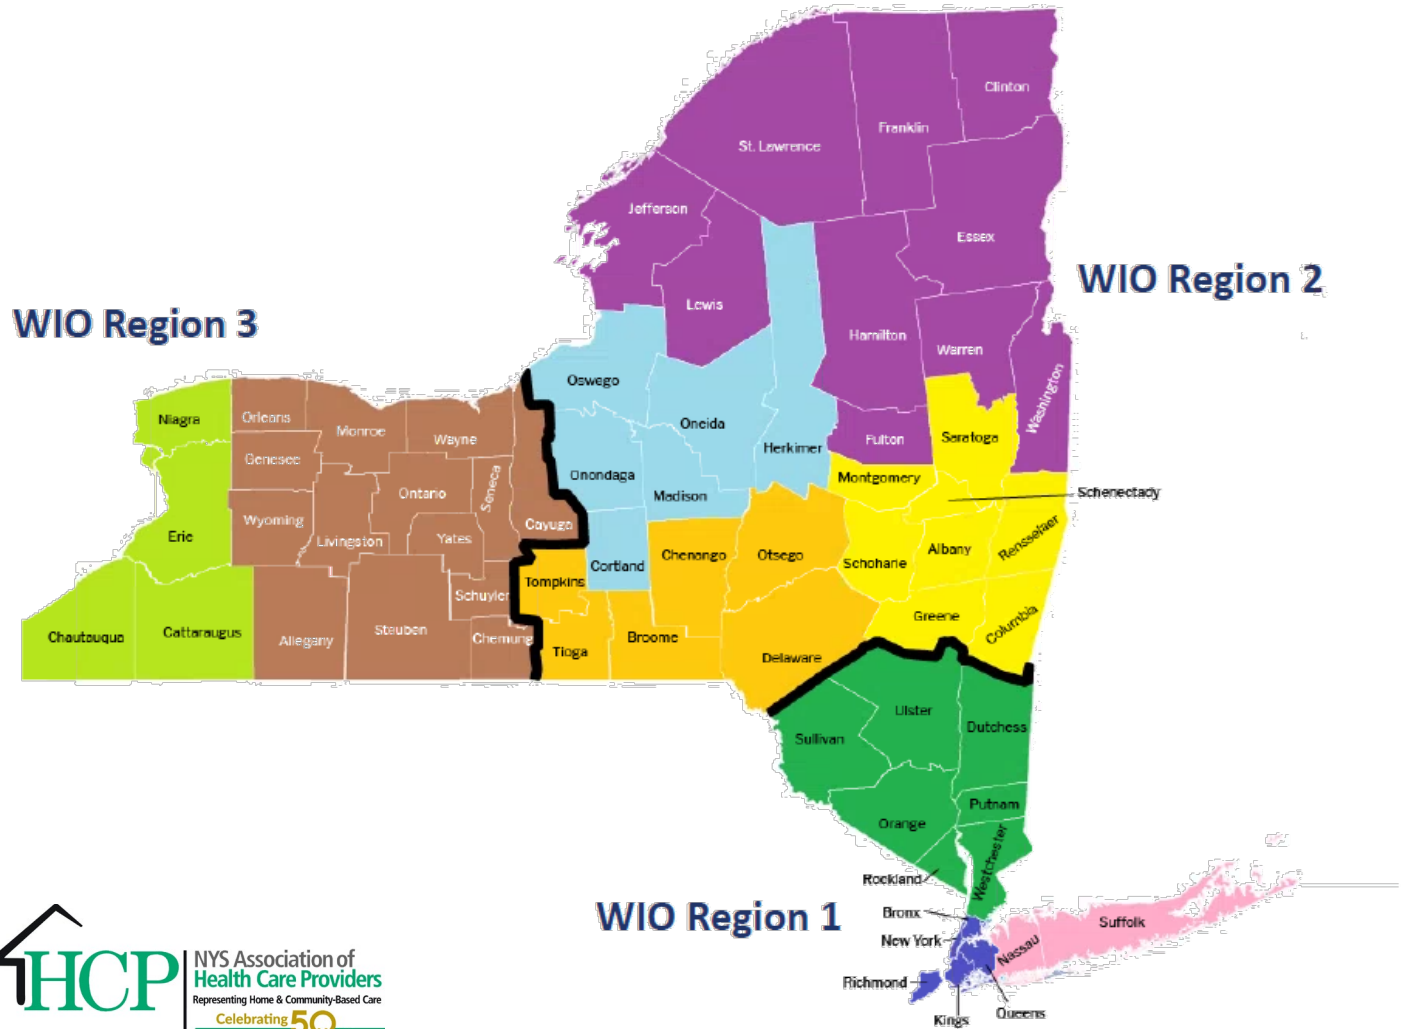 Clinton
Franklin
St. Lawrence
Jefferson
Essex
WIO Region 2
Lewis
WIO Region 3
Hamilton
Warren
Washington
Oswego
Niagra
Orleans
Monroe
Wayne
Oneida
Fulton
Saratoga
Herkimer
Genesee
Onondaga
Montgomery
Seneca
Ontario
Madison
Schenectady
Wyoming
Cayuga
Erie
Livingston
Yates
Rensselaer
Albany
Chenango
Otsego
Schoharie
Cortland
Tompkins
Schuyler
Greene
Columbia
Chautauqua
Cattaraugus
Allegany
Steuben
Chemung
Broome
Tioga
Delaware
Ulster
Dutchess
Sullivan
Putnam
Orange
Westchester
Rockland
WIO Region 1
Bronx
Suffolk
New York
Nassau
Richmond
Queens
Kings
HCP
NYS Association of
Health Care Providers
Representing Home & Community-Based Care
Celebrating 50